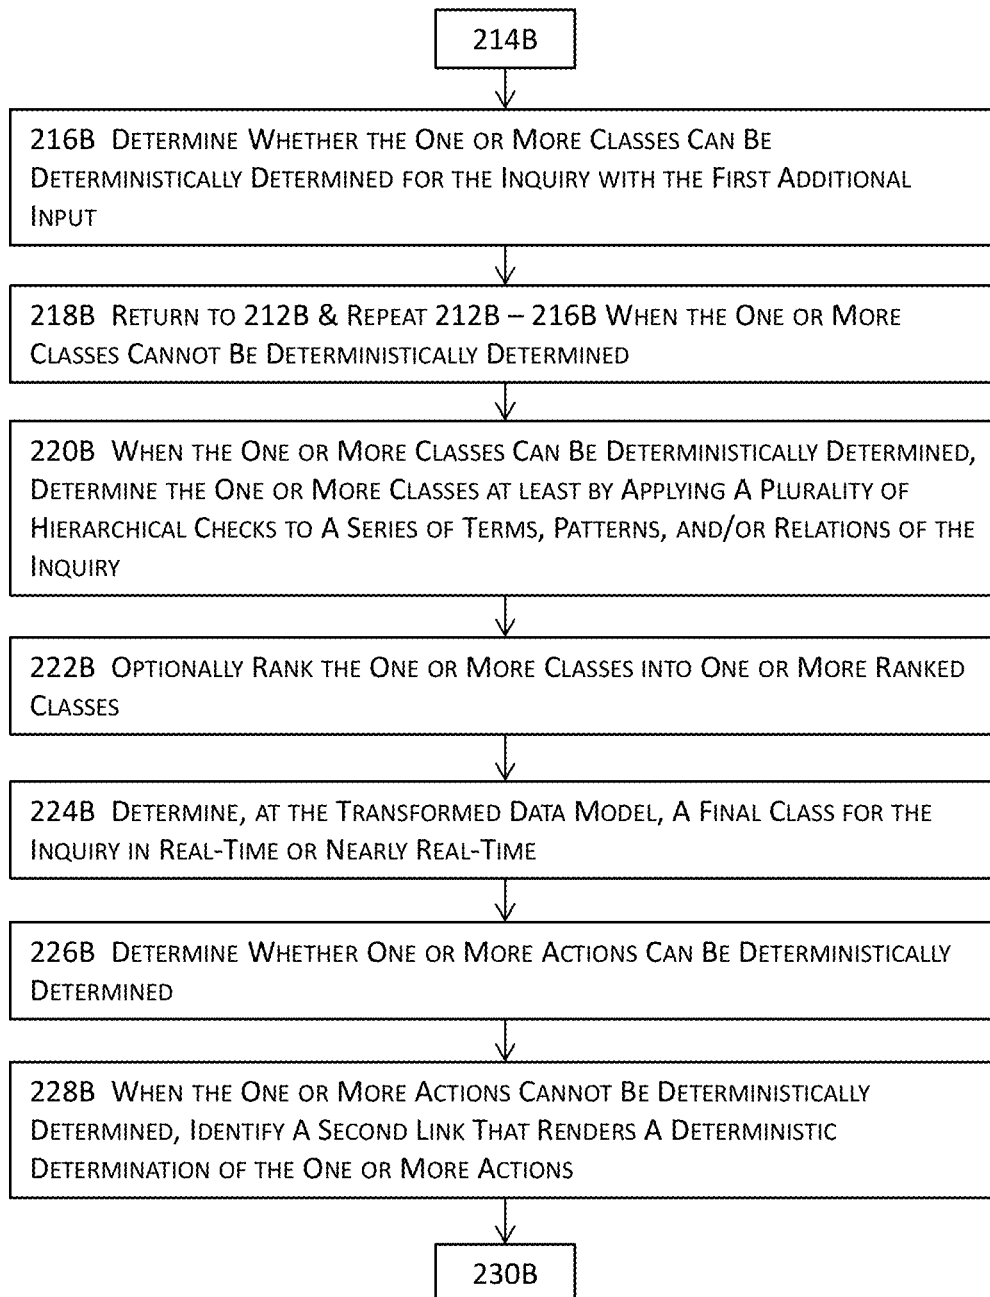 214B
216B DETERMINE WHETHER THE ONE OR MORE CLASSES CAN BE
DETERMINISTICALLY DETERMINED FOR THE INQUIRY WITH THE FIRST ADDITIONAL
INPUT
218B RETURN TO 212B & REPEAT 212B – 216B WHEN THE ONE OR MORE
CLASSES CANNOT BE DETERMINISTICALLY DETERMINED
220B WHEN THE ONE OR MORE CLASSES CAN BE DETERMINISTICALLY DETERMINED,
DETERMINE THE ONE OR MORE CLASSES AT LEAST BY APPLYING A PLURALITY OF
HIERARCHICAL CHECKS TO A SERIES OF TERMS, PATTERNS, AND/OR RELATIONS OF THE
INQUIRY
222B OPTIONALLY RANK THE ONE OR MORE CLASSES INTO ONE OR MORE RANKED
CLASSES
224B DETERMINE, AT THE TRANSFORMED DATA MODEL, A FINAL CLASS FOR THE
INQUIRY IN REAL-TIME OR NEARLY REAL-TIME
226B DETERMINE WHETHER ONE OR MORE ACTIONS CAN BE DETERMINISTICALLY
DETERMINED
228B WHEN THE ONE OR MORE ACTIONS CANNOT BE DETERMINISTICALLY
DETERMINED, IDENTIFY A SECOND LINK THAT RENDERS A DETERMINISTIC
DETERMINATION OF THE ONE OR MORE ACTIONS
230B